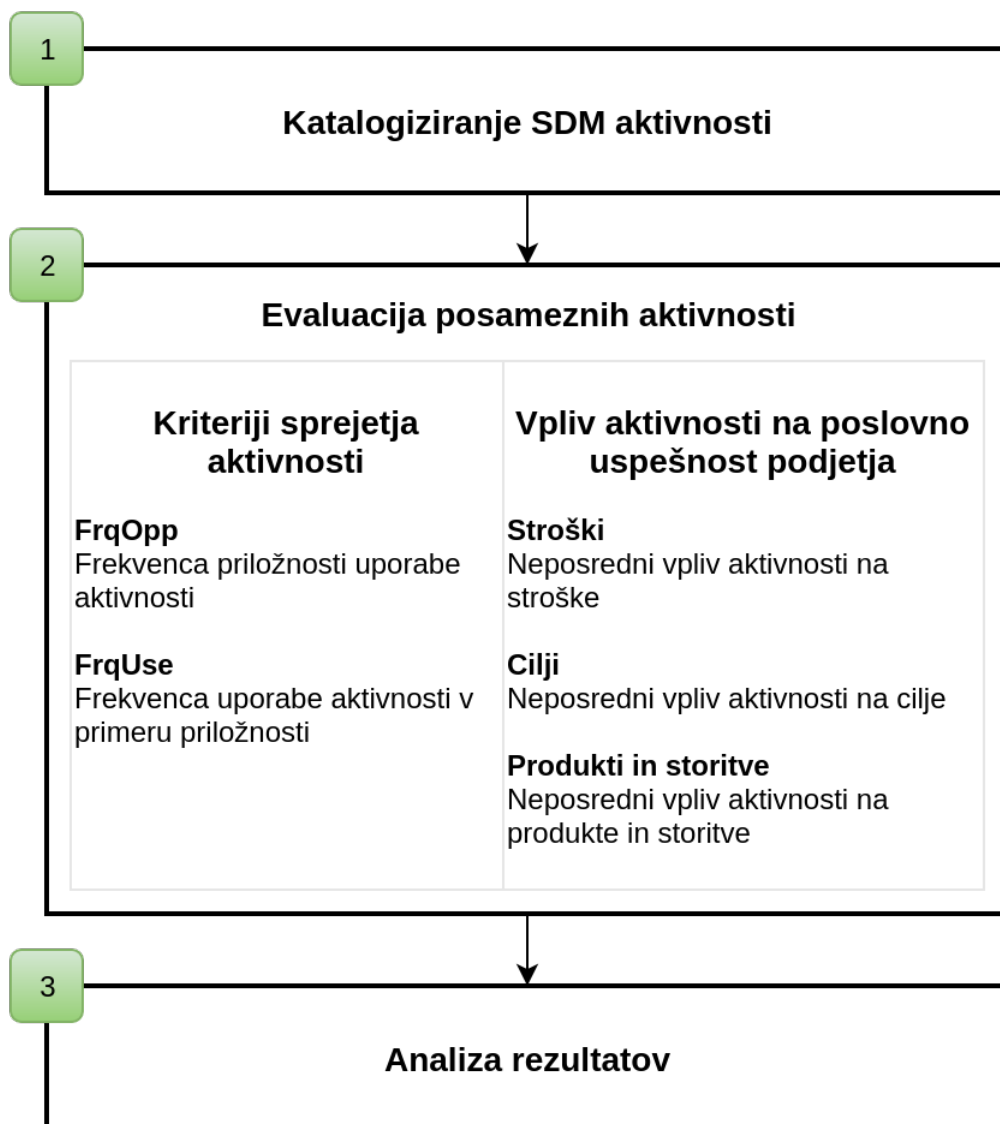 1
Katalogiziranje SDM aktivnosti
2
Evaluacija posameznih aktivnosti
Kriteriji sprejetja
aktivnosti
FrqOpp
Frekvenca priložnosti uporabe
aktivnosti
FrqUse
Frekvenca uporabe aktivnosti v
primeru priložnosti
Vpliv aktivnosti na poslovno
uspešnost podjetja
Stroški
Neposredni vpliv aktivnosti na
stroške
Cilji
Neposredni vpliv aktivnosti na cilje
Produkti in storitve
Neposredni vpliv aktivnosti na
produkte in storitve
3
Analiza rezultatov